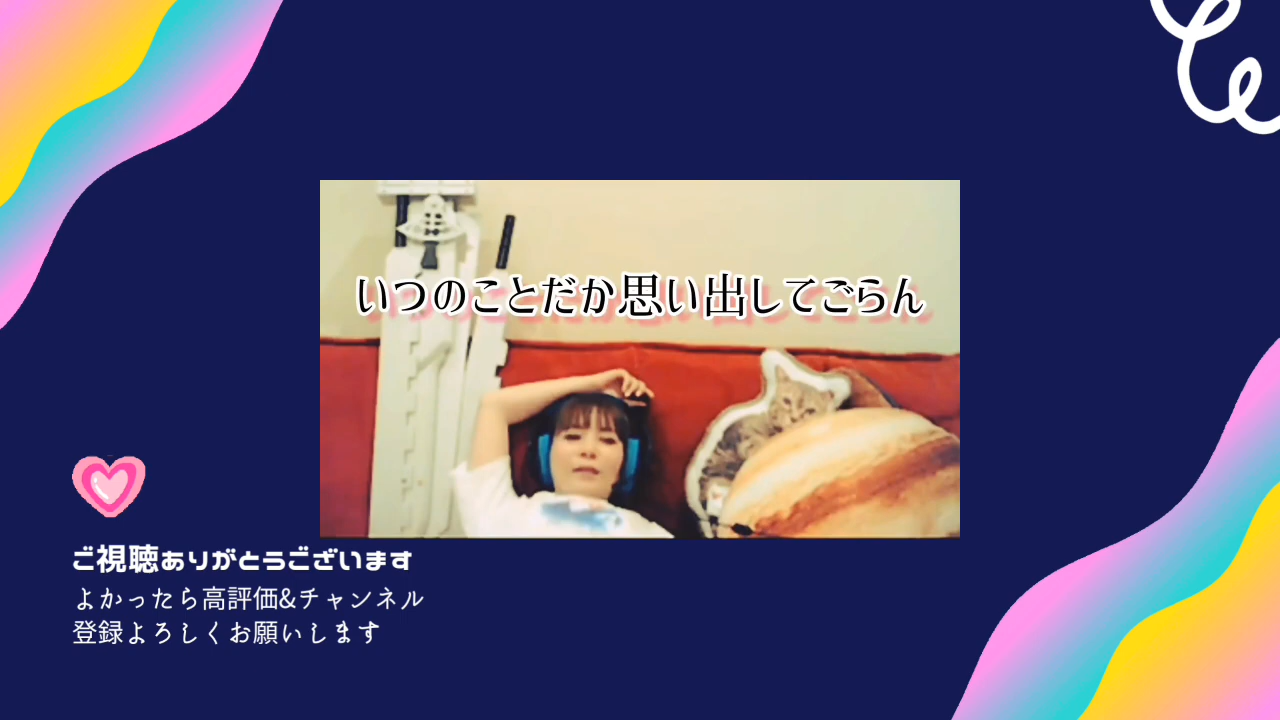 いつのことだか思い出してごらん
ご視聴ありがとうございます
よかったら高評価&チャンネル
登録よろしくお願いします